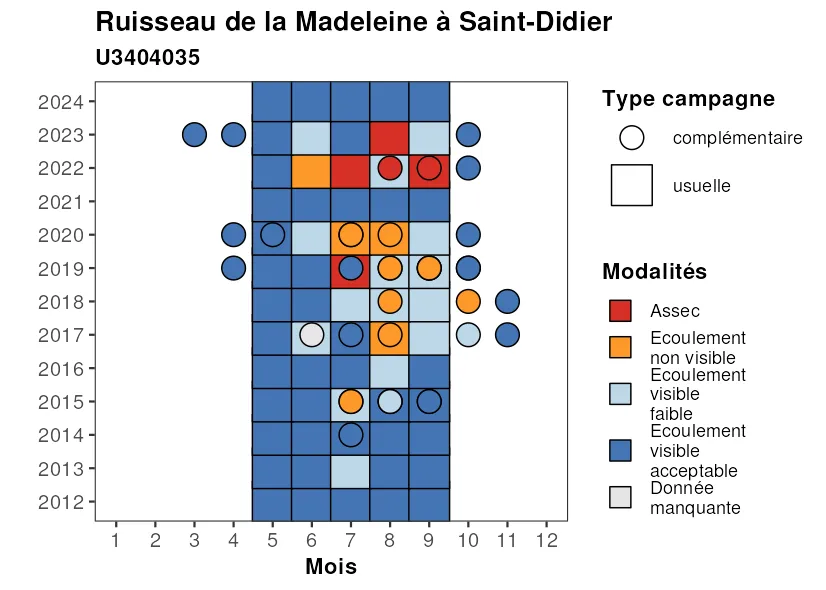 Ruisseau de la Madeleine à Saint-Didier
U3404035
2024
2023
2022
2021
2020
2019
2018
2017
2016
2015
2014
2013
2012
1 2 3 4 5 6 7 8 9 10 11 12
Mois
Type campagne
complémentaire
usuelle
Modalités
Assec
Ecoulement
non visible
Ecoulement
visible
faible
Ecoulement
visible
acceptable
Donnée
manquante